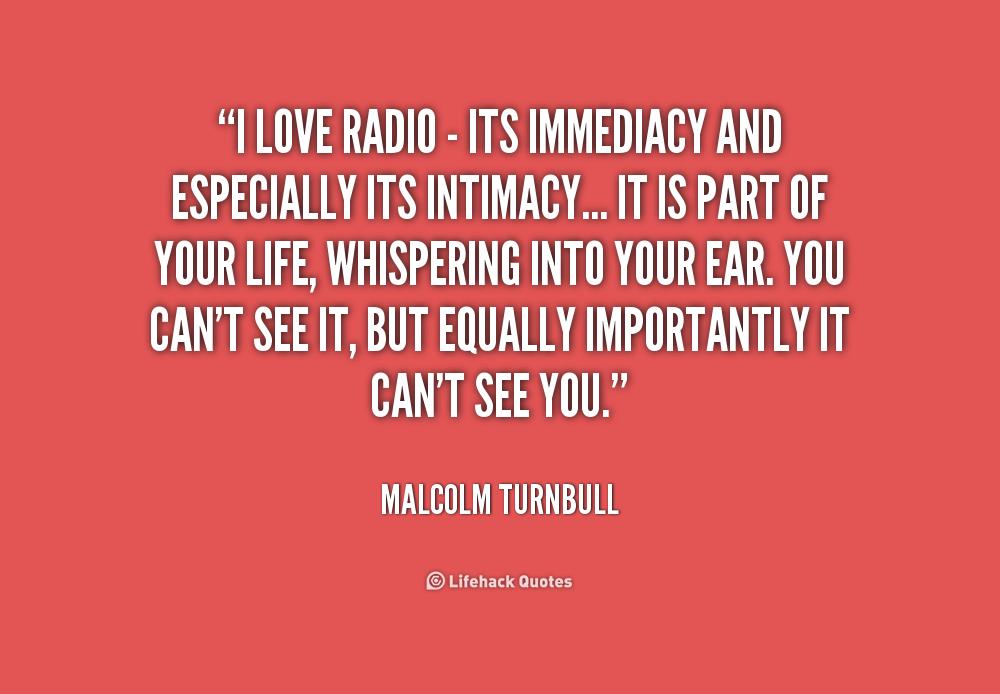 “I LOVE RADIO - ITS IMMEDIACY AND
ESPECIALLY ITS INTIMACY... IT IS PART OF
YOUR LIFE, WHISPERING INTO YOUR EAR. YOU
CAN’T SEE IT, BUT EQUALLY IMPORTANTLY IT
CAN’T SEE YOU.”
MALCOLM TURNBULL
Lifehack Quotes